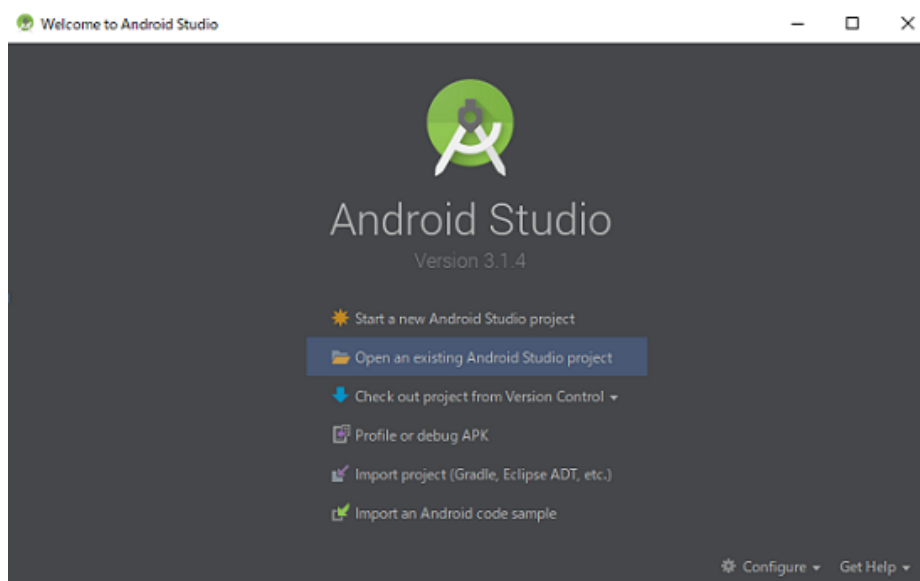 Welcome to Android Studio
Android Studio
Version 3.1.4
Start a new Android Studio project
Open an existing Android Studio project
Check out project from Version Control
Profile or debug APK
Import project (Gradle, Eclipse ADT, etc.)
Import an Android code sample
Configure Get Help